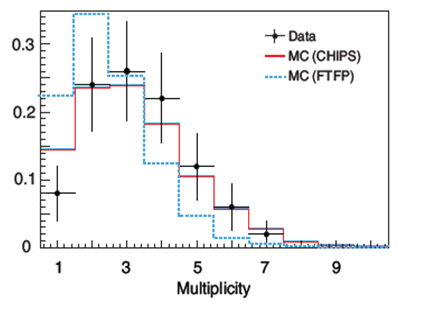 0.3
0.2
0.1
0
1 3 5 7 9
Multiplicity
Data
MC (CHIPS)
MC (FTFP)